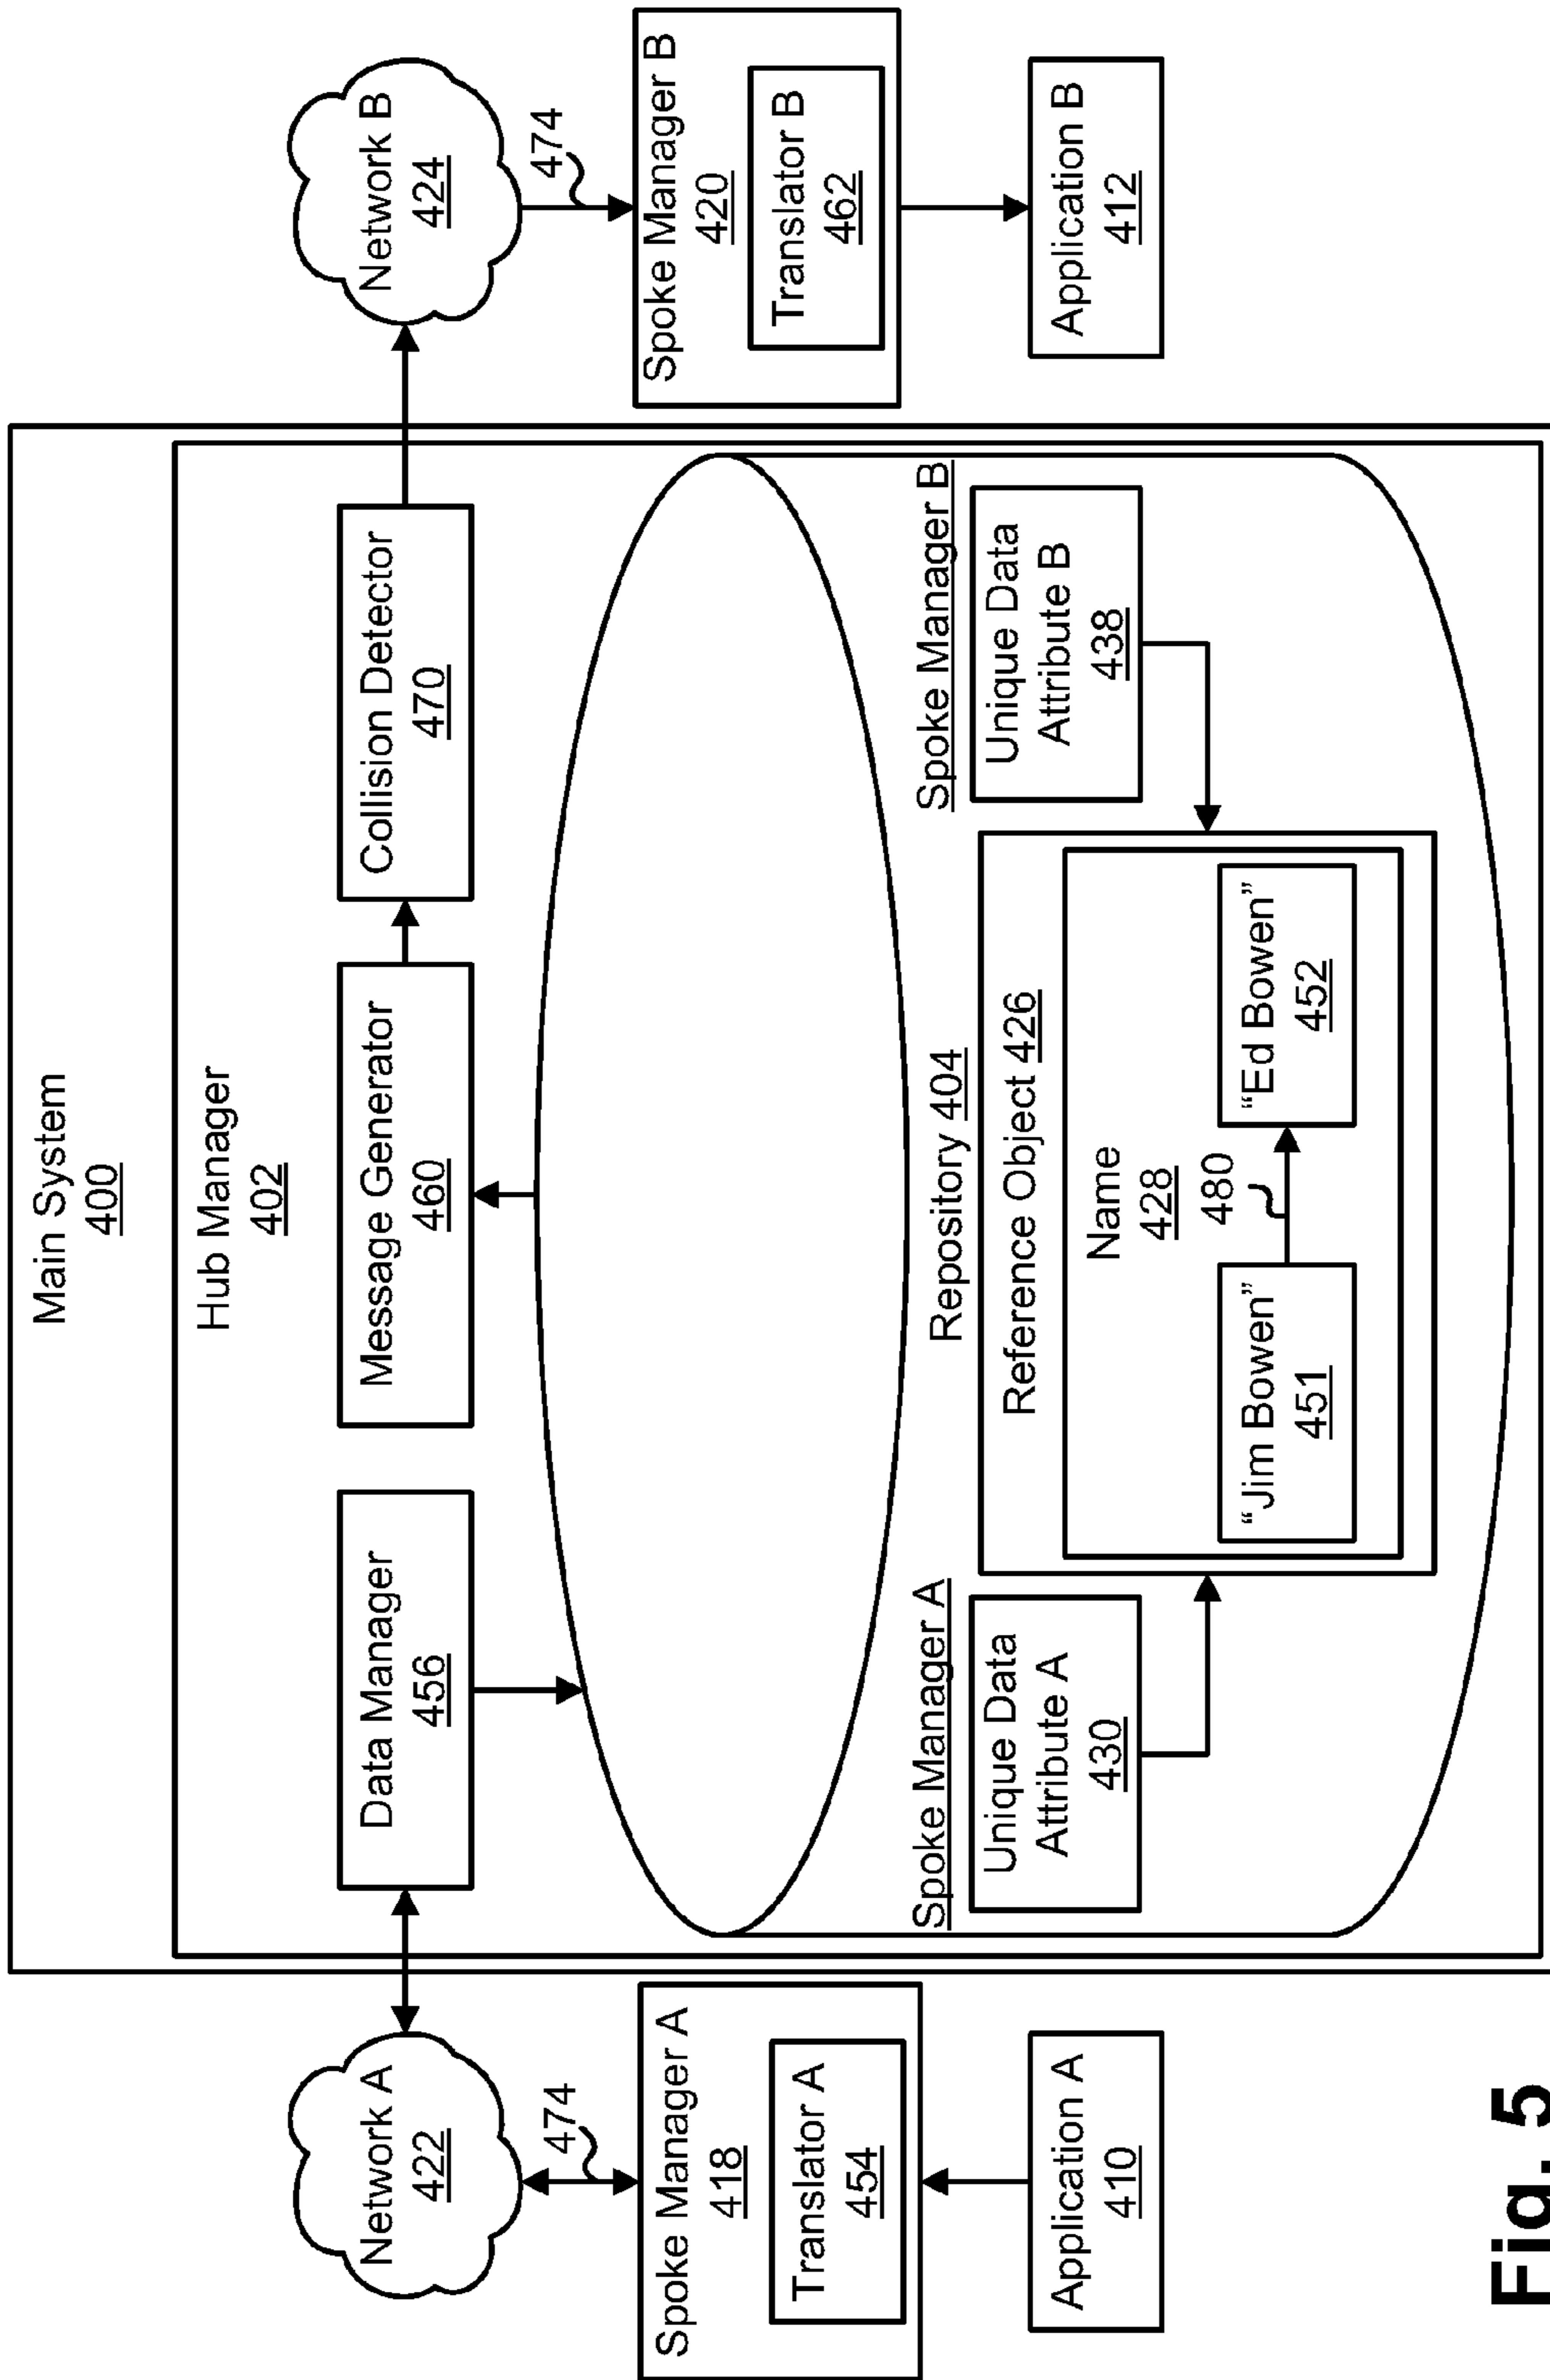 Main System
400
Hub Manager
402
Network A
422
474
Spoke Manager A
418
Translator A
454
Application A
410
Data Manager
456
Message Generator
460
Collision Detector
470
Network B
424
474
Spoke Manager B
420
Translator B
462
Application B
412
Repository 404
Spoke Manager A
Unique Data
Attribute A
430
Reference Object 426
Name
428
480
“Jim Bowen”
451
“Ed Bowen”
452
Spoke Manager B
Unique Data
Attribute B
438
Fig. 5